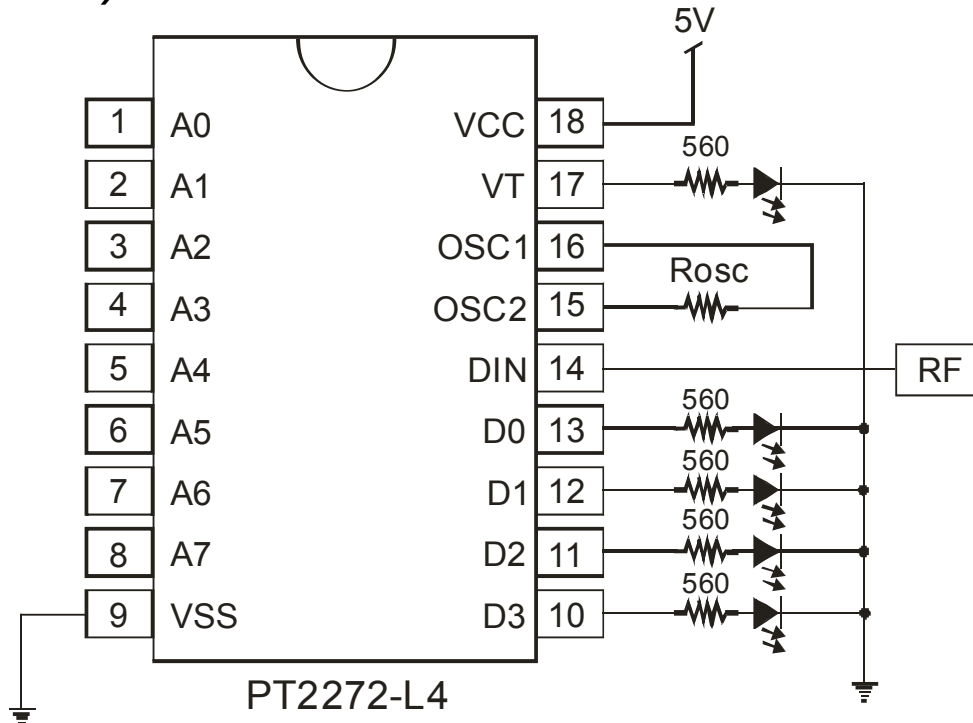 )
5V
1 A0 VCC 18
560
2 A1 VT 17
3 A2 OSC1 16
Rosc
4 A3 OSC2 15
5 A4 DIN 14 RF
560
6 A5 D0 13
560
7 A6 D1 12
560
8 A7 D2 11
560
9 VSS D3 10
PT2272-L4